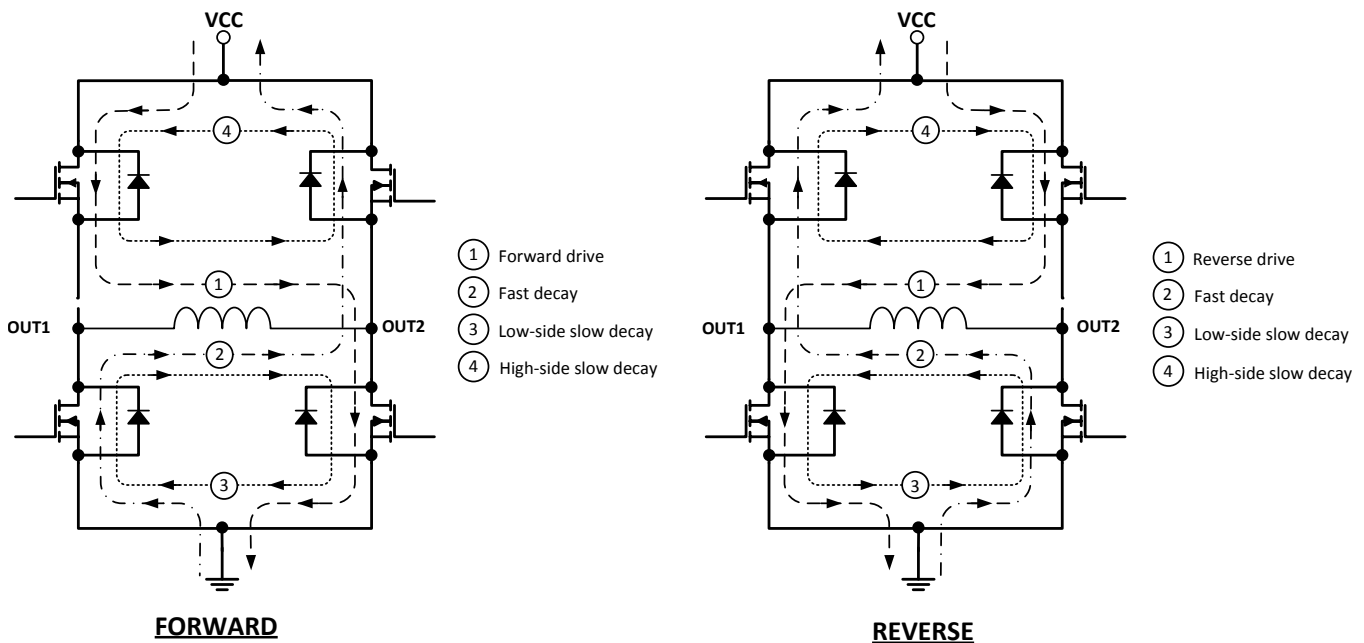 VCC
4
1
OUT1
OUT2
2
3
1 Forward drive
2 Fast decay
3 Low-side slow decay
4 High-side slow decay
FORWARD
VCC
4
1
OUT1
OUT2
2
3
1 Reverse drive
2 Fast decay
3 Low-side slow decay
4 High-side slow decay
REVERSE